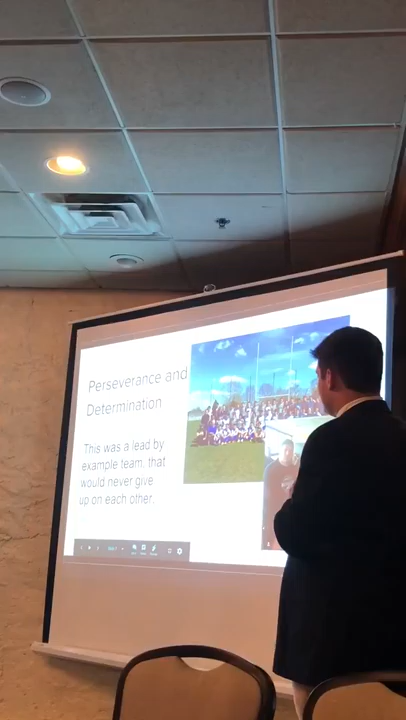 Perseverance and
Determination
This was a lead by
example team, that
would never give
up on each other.